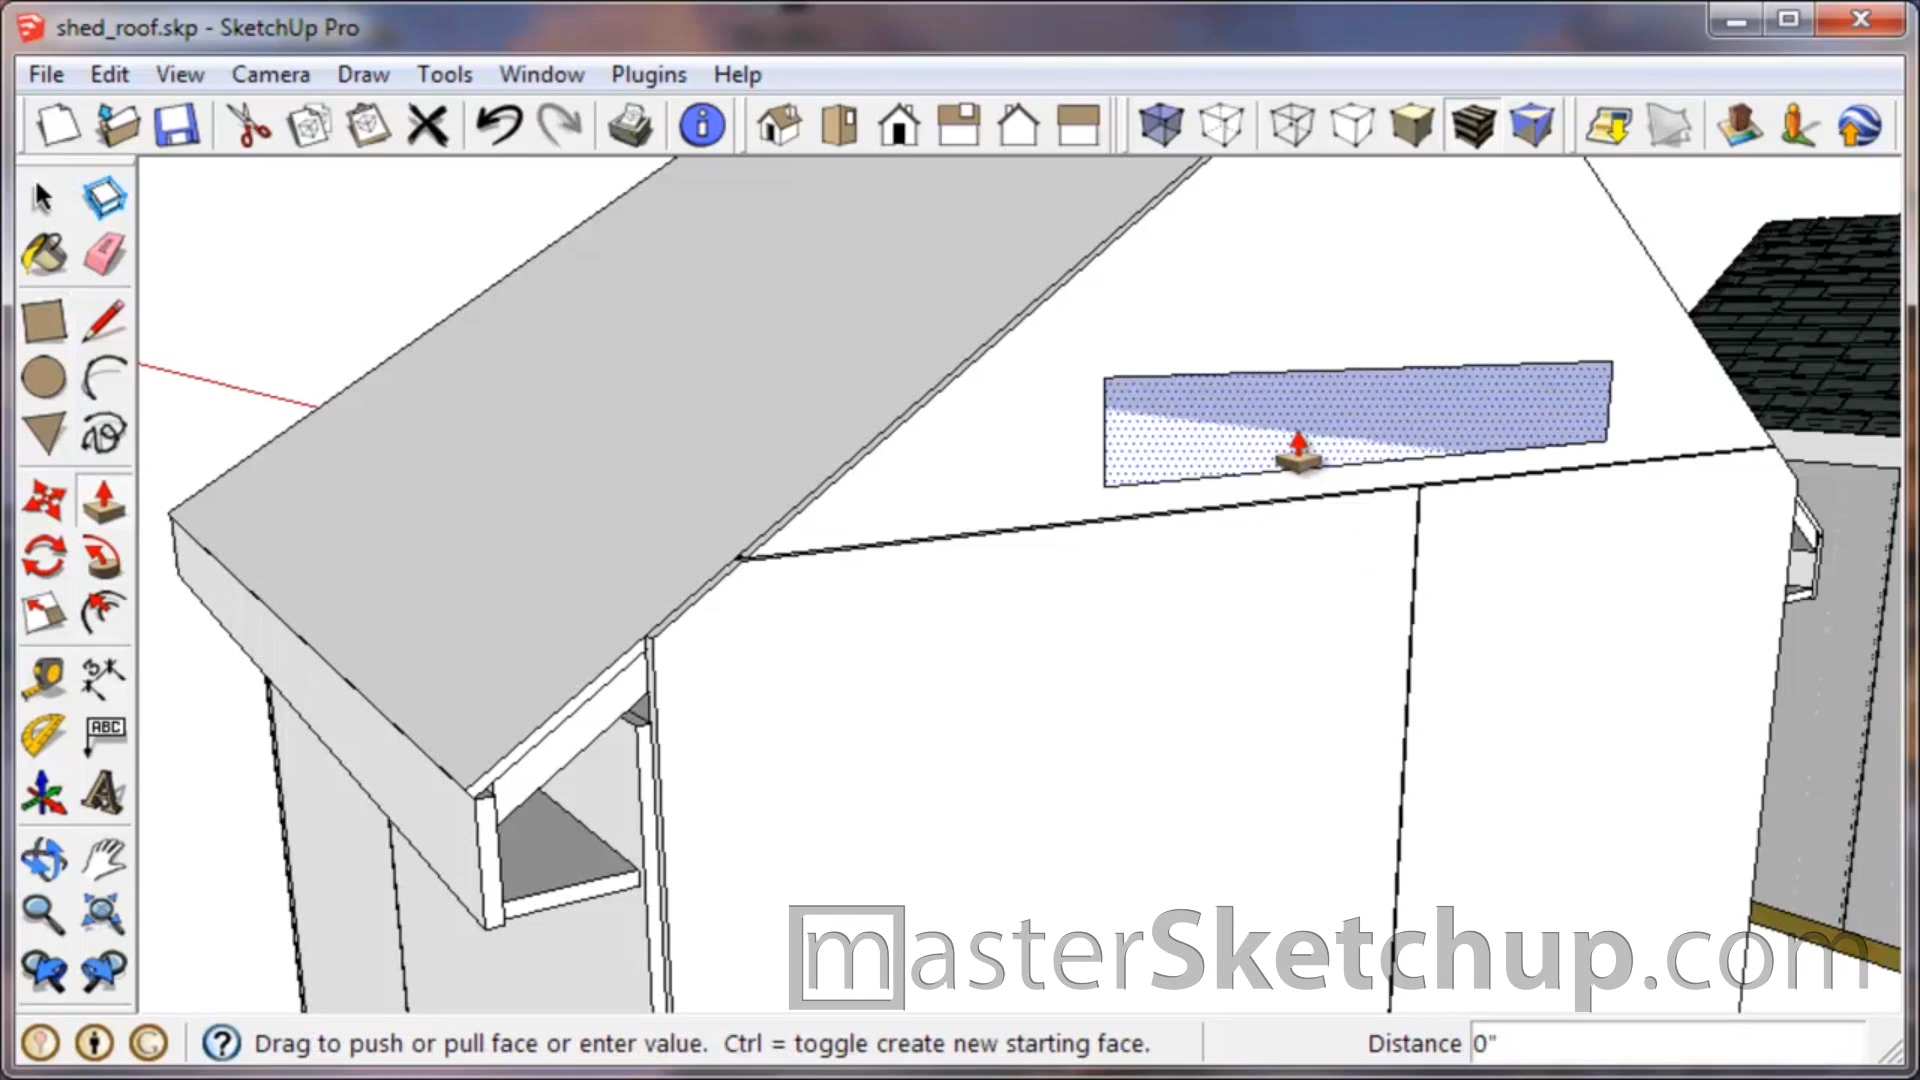 shed_roof.skp - SketchUp Pro
File Edit View Camera Draw Tools Window Plugins Help
ABC
masterSketchup.com
Drag to push or pull face or enter value. Ctrl = toggle create new starting face. Distance 0"